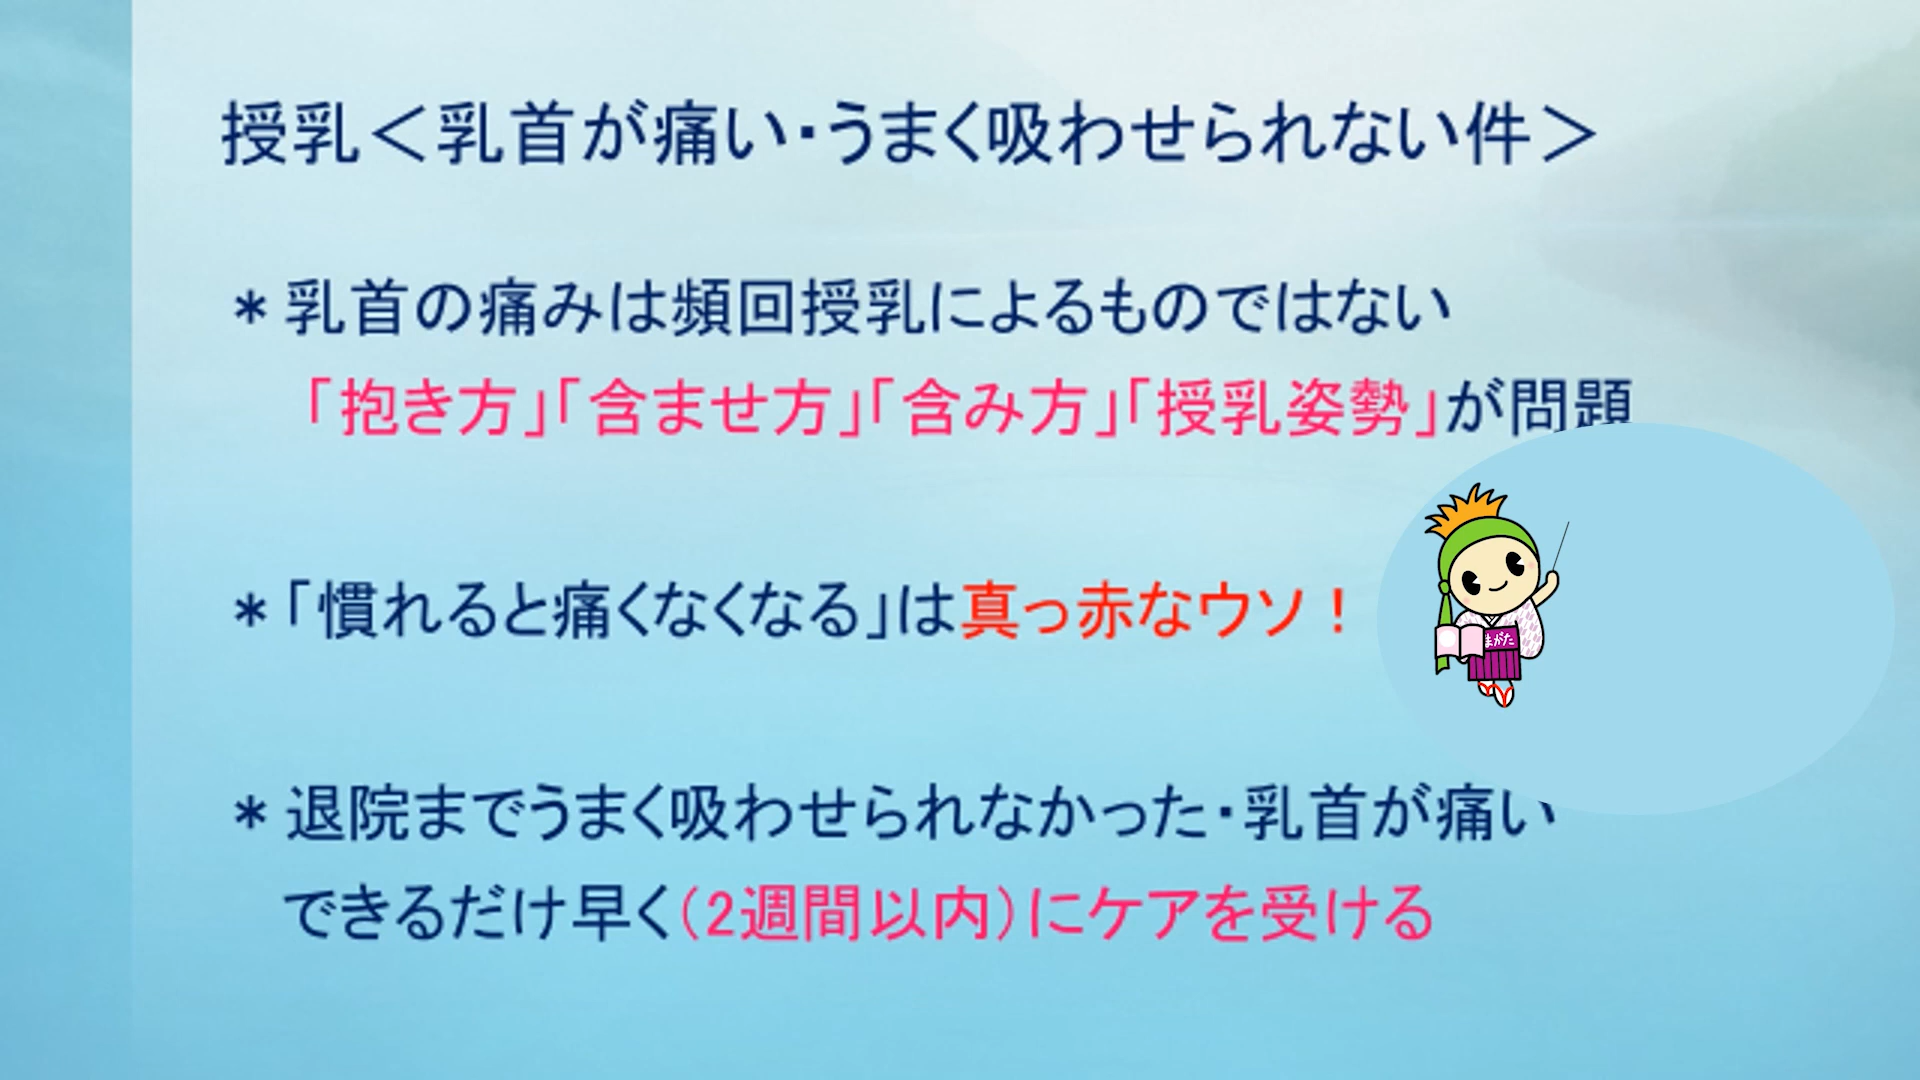 授乳＜乳首が痛い・うまく吸わせられない件＞
＊乳首の痛みは頻回授乳によるものではない
「抱き方」「含ませ方」「含み方」「授乳姿勢」が問題
＊「慣れると痛くなくなる」は真っ赤なウソ！
まがた
＊退院までうまく吸わせられなかった・乳首が痛い
できるだけ早く（2週間以内）にケアを受ける